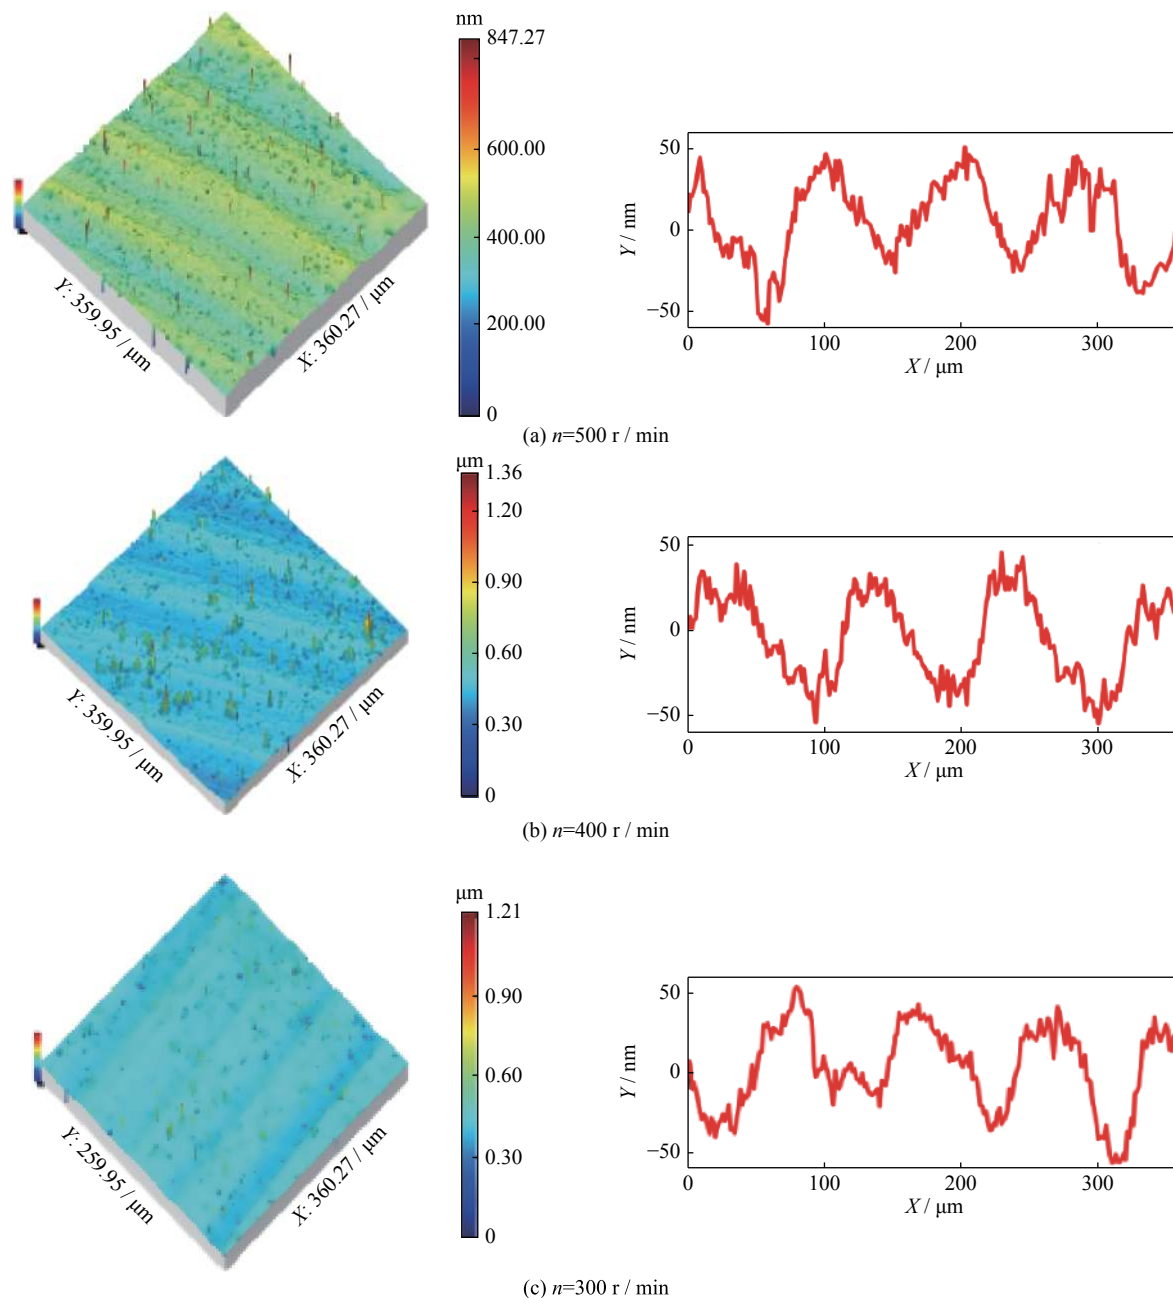 nm
847.27
600.00
400.00
200.00
0
Y: 359.95 / μm
X: 360.27 / μm
50
0
−50
Y / nm
0 100 200 300
X / μm
(a) n=500 r / min
μm
1.36
1.20
0.90
0.60
0.30
0
Y: 359.95 / μm
X: 360.27 / μm
50
0
−50
Y / nm
0 100 200 300
X / μm
(b) n=400 r / min
μm
1.21
0.90
0.60
0.30
0
Y: 259.95 / μm
X: 360.27 / μm
50
0
−50
Y / nm
0 100 200 300
X / μm
(c) n=300 r / min